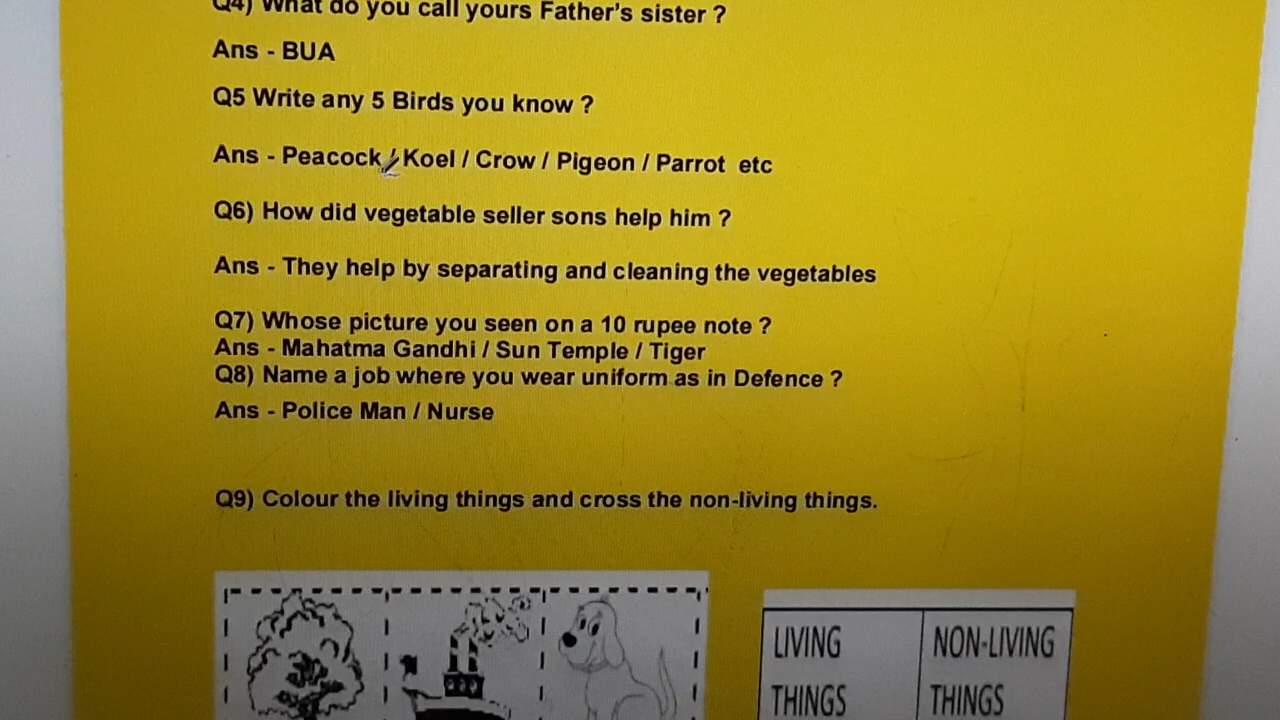 Q4) What do you call yours Father's sister ?
Ans - BUA
Q5 Write any 5 Birds you know ?
Ans - Peacock / Koel / Crow / Pigeon / Parrot etc
Q6) How did vegetable seller sons help him ?
Ans - They help by separating and cleaning the vegetables
Q7) Whose picture you seen on a 10 rupee note ?
Ans - Mahatma Gandhi / Sun Temple / Tiger
Q8) Name a job where you wear uniform as in Defence ?
Ans - Police Man / Nurse
Q9) Colour the living things and cross the non-living things.
LIVING THINGS
NON-LIVING THINGS